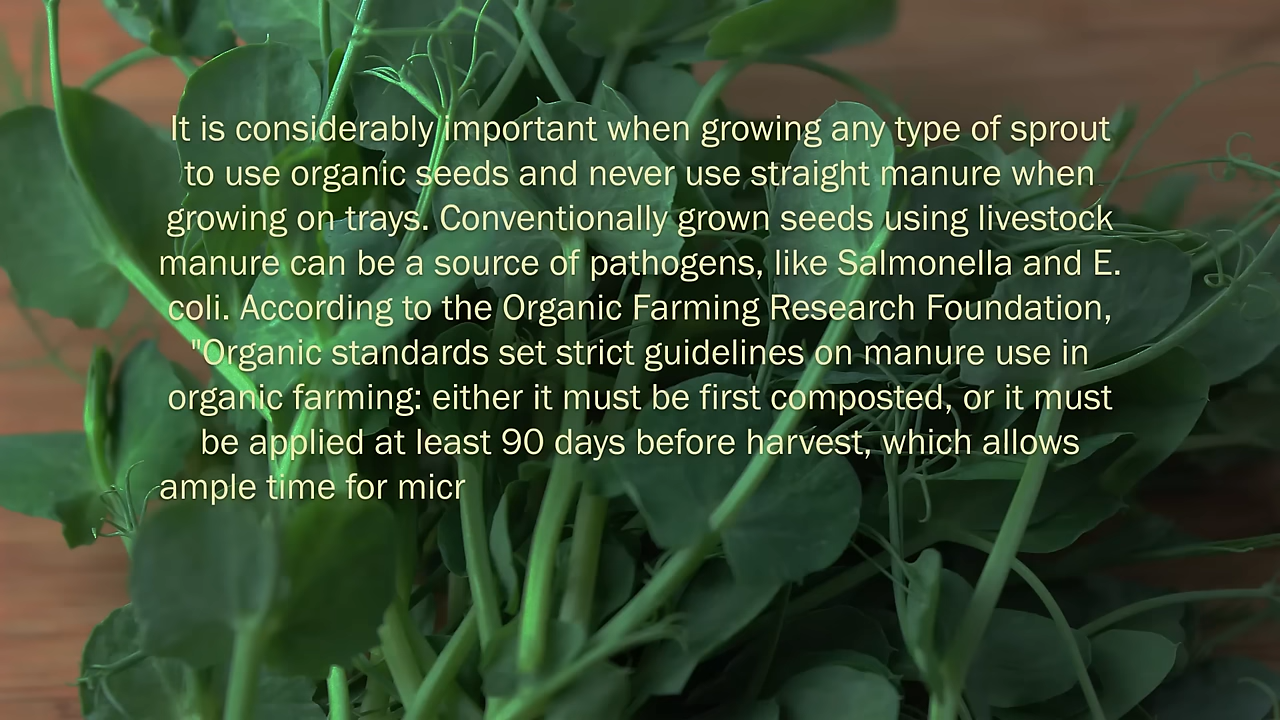 It is considerably important when growing any type of sprout
to use organic seeds and never use straight manure when
growing on trays. Conventionally grown seeds using livestock
manure can be a source of pathogens, like Salmonella and E.
coli. According to the Organic Farming Research Foundation,
"Organic standards set strict guidelines on manure use in
organic farming: either it must be first composted, or it must
be applied at least 90 days before harvest, which allows
ample time for micr